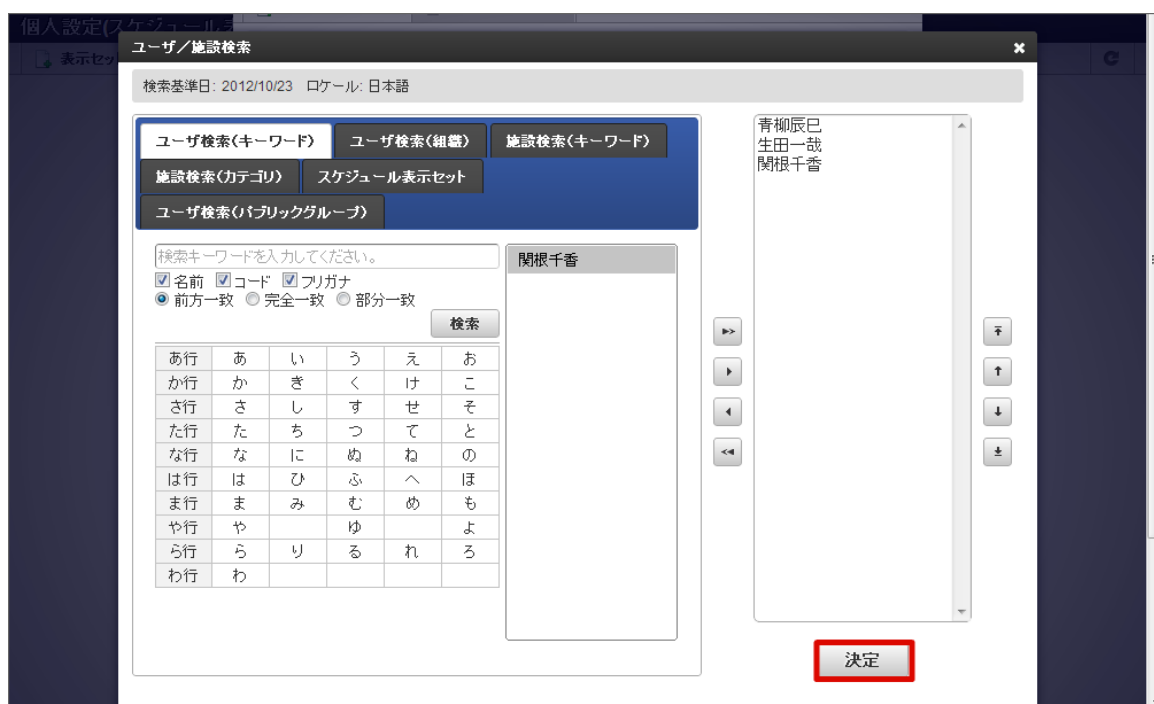 個人設定(スケジュール表
表示セッ
ユーザ/施設検索
検索基準日: 2012/10/23 ロケール: 日本語
ユーザ検索(キーワード) ユーザ検索(組織) 施設検索(キーワード)
施設検索(カテゴリ) スケジュール表示セット
ユーザ検索(パブリックグループ)
検索キーワードを入力してください。
名前 コード フリガナ
前方一致 完全一致 部分一致
検索
あ行 あ い う え お
か行 か き く け こ
さ行 さ し す せ そ
た行 た ち つ て と
な行 な に ぬ ね の
は行 は ひ ふ へ ほ
ま行 ま み む め も
や行 や ゆ よ
ら行 ら り る れ ろ
わ行 わ
関根千香
青柳辰巳
生田一哉
関根千香
決定